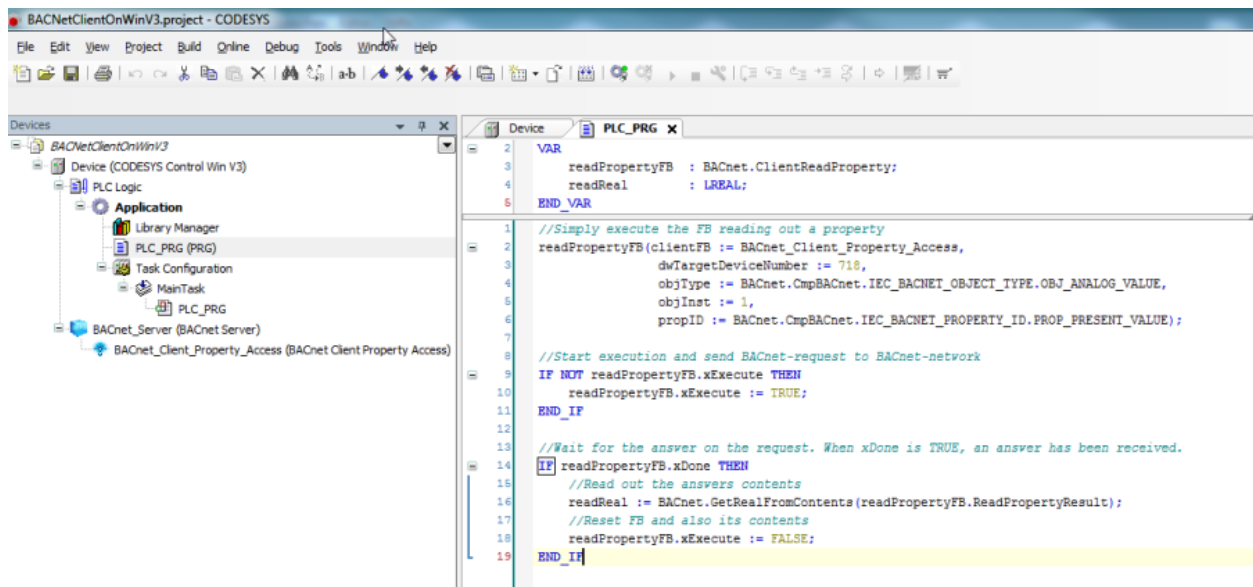 BACNetClientOnWinV3.project - CODESYS
File Edit View Project Build Online Debug Tools Window Help
Devices
BACNetClientOnWinV3
Device (CODESYS Control Win V3)
PLC Logic
Application
Library Manager
PLC_PRG (PRG)
Task Configuration
MainTask
PLC_PRG
BACnet_Server (BACnet Server)
BACnet_Client_Property_Access (BACnet Client Property Access)
Device PLC_PRG
2 VAR
3 readPropertyFB : BACnet.ClientReadProperty;
4 readReal : LREAL;
5 END_VAR
1 //Simply execute the FB reading out a property
2 readPropertyFB(clientFB := BACnet_Client_Property_Access,
3 dwTargetDeviceNumber := 718,
4 objType := BACnet.CmpBACnet.IEC_BACNET_OBJECT_TYPE.OBJ_ANALOG_VALUE,
5 objInst := 1,
6 propID := BACnet.CmpBACnet.IEC_BACNET_PROPERTY_ID.PROP_PRESENT_VALUE);
7
8 //Start execution and send BACnet-request to BACnet-network
9 IF NOT readPropertyFB.xExecute THEN
10 readPropertyFB.xExecute := TRUE;
11 END_IF
12
13 //Wait for the answer on the request. When xDone is TRUE, an answer has been received.
14 IF readPropertyFB.xDone THEN
15 //Read out the answers contents
16 readReal := BACnet.GetRealFromContents(readPropertyFB.ReadPropertyResult);
17 //Reset FB and also its contents
18 readPropertyFB.xExecute := FALSE;
19 END_IF